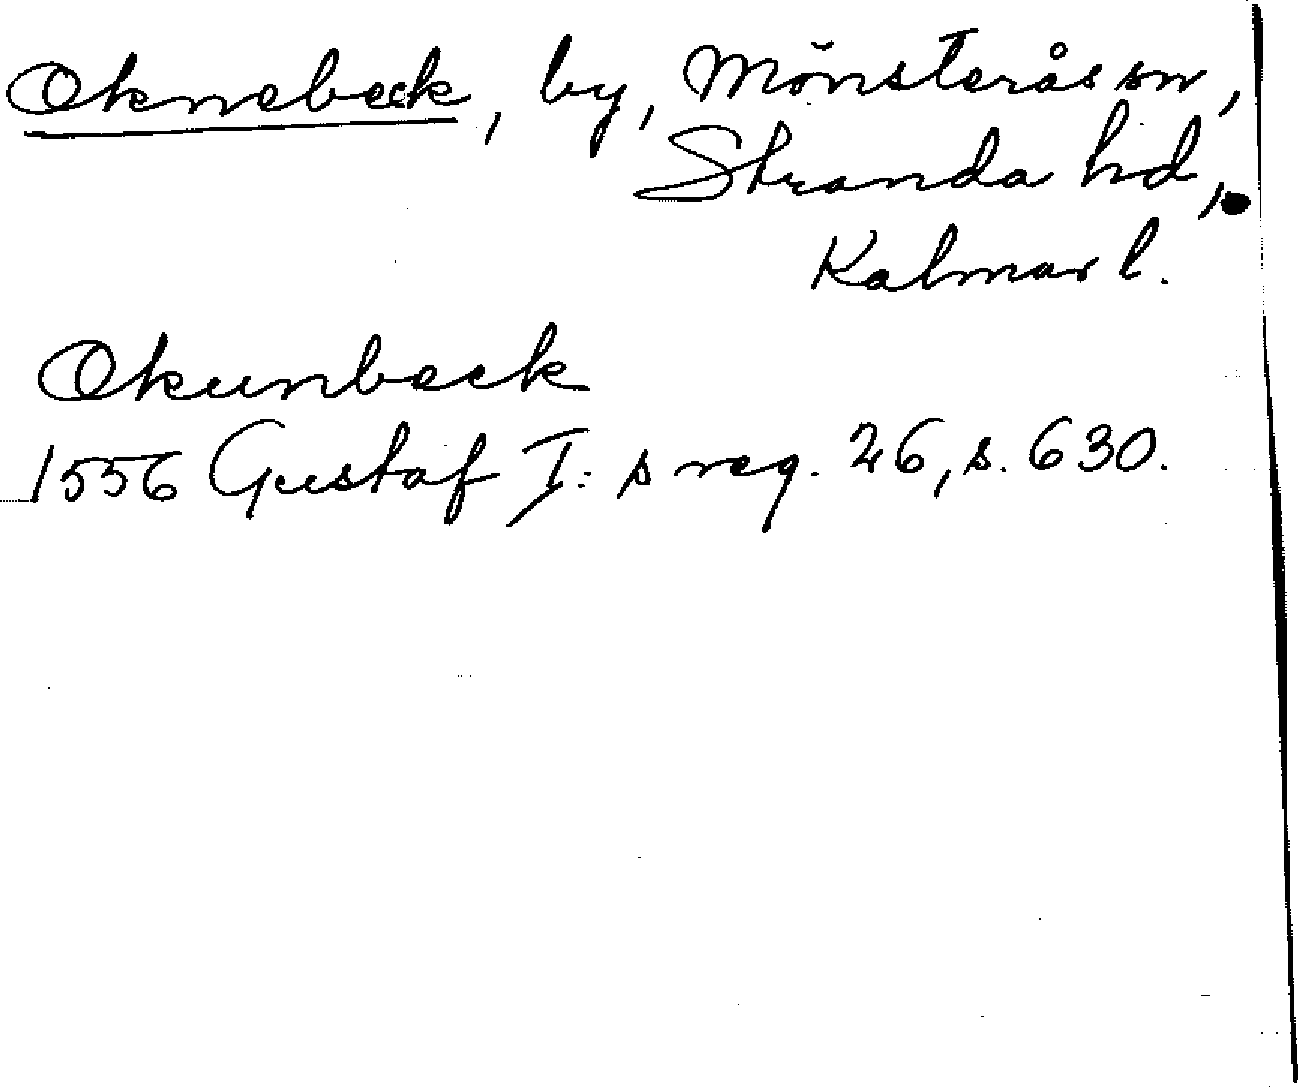 Oknebeck, by, Mönsterås sn,
Stranda hd,
Kalmar l.
Okunbeck
1556 Gustaf I:s reg. 26, s. 630.